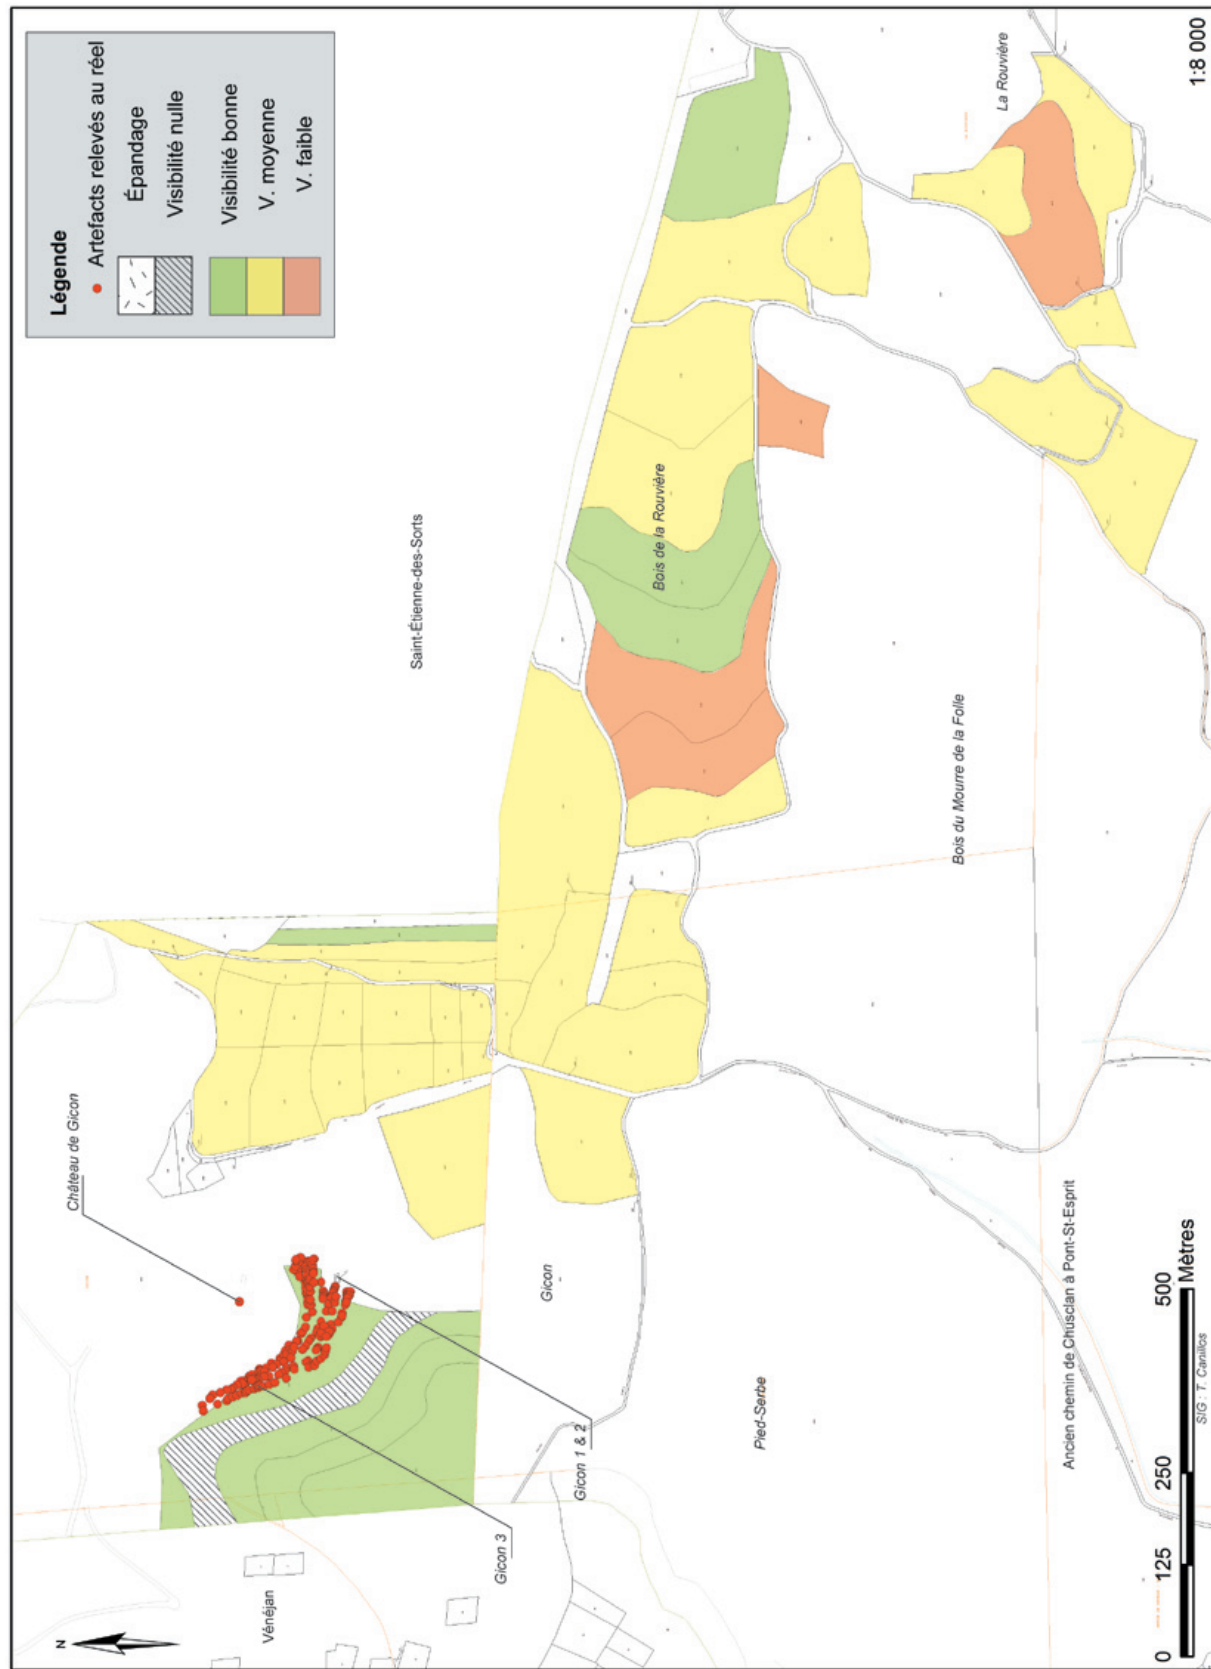 Légende
Artefacts relevés au réel
Épandage
Visibilité nulle
Visibilité bonne
V. moyenne
V. faible
N
Vénéjan
Château de Gicon
Saint-Étienne-des-Sorts
Gicon 3
Gicon 1 & 2
Gicon
Bois de la Rouvière
La Rouvière
Pied-Serbe
Bois du Mourre de la Folle
Ancien chemin de Chusclan à Pont-St-Esprit
0 125 250 500
Mètres
SIG : T. Canillos
1:8 000